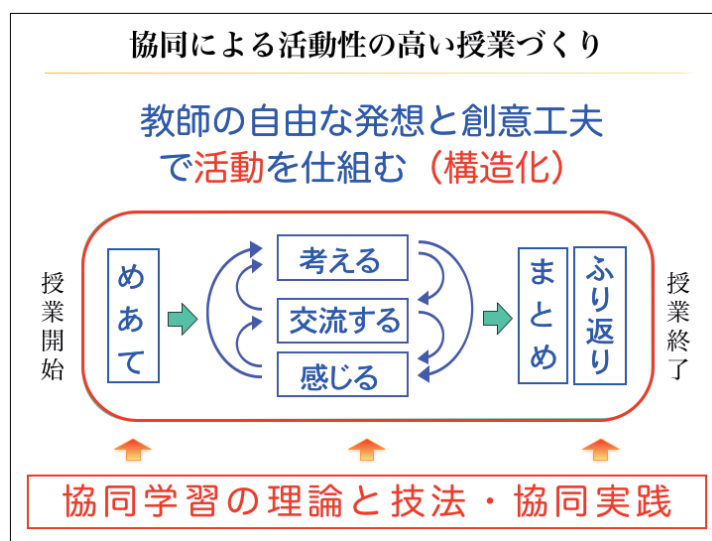 協同による活動性の高い授業づくり
教師の自由な発想と創意工夫
で活動を仕組む（構造化）
授業開始
めあて
考える
交流する
感じる
まとめ
ふり返り
授業終了
協同学習の理論と技法・協同実践